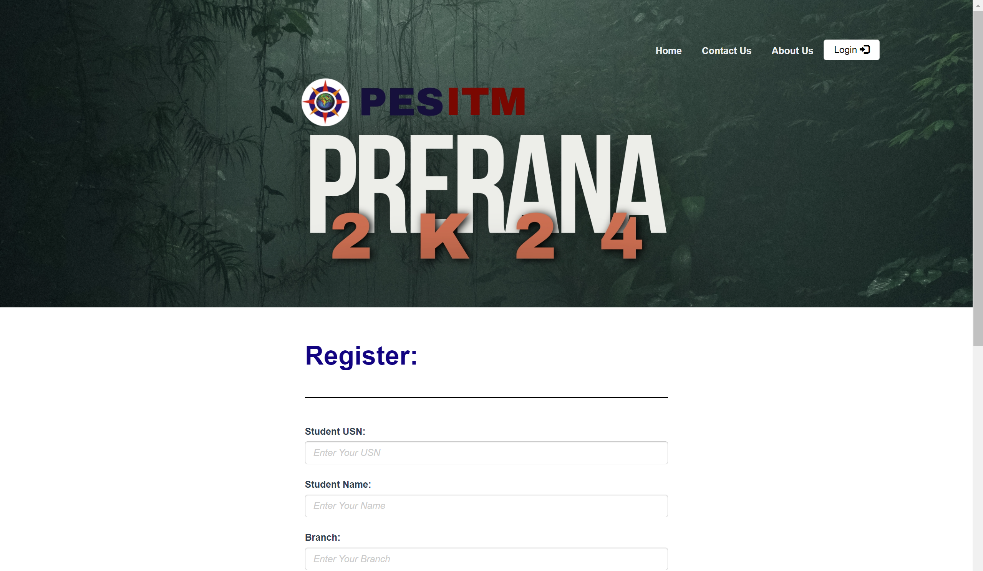 Home Contact Us About Us Login
PESITM
PRERANA
2K24
Register:
Student USN:
Enter Your USN
Student Name:
Enter Your Name
Branch:
Enter Your Branch